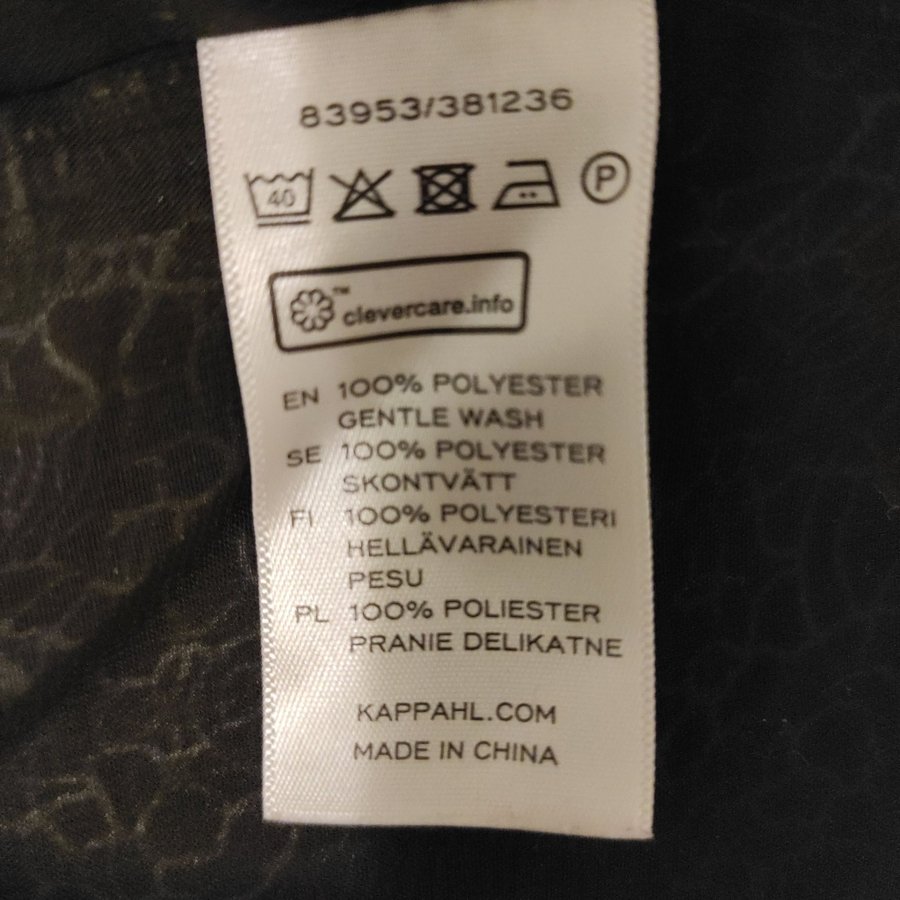 83953/381236
40 P
™ clevercare.info
EN 100% POLYESTER
GENTLE WASH
SE 100% POLYESTER
SKONTVÄTT
FI 100% POLYESTERI
HELLÄVARAINEN
PESU
PL 100% POLIESTER
PRANIE DELIKATNE
KAPPAHL.COM
MADE IN CHINA